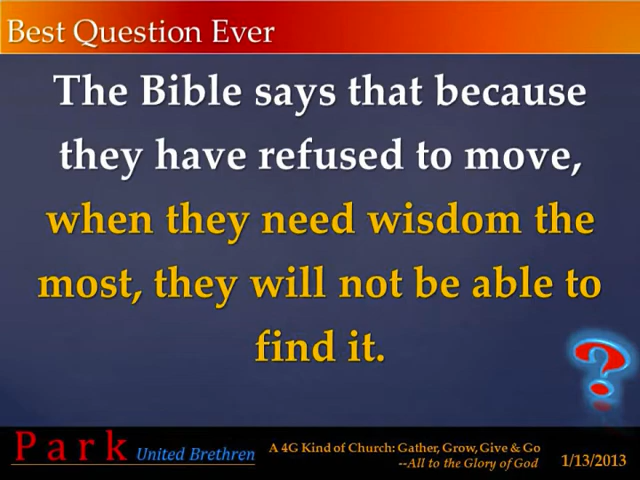 Best Question Ever
The Bible says that because
they have refused to move,
when they need wisdom the
most, they will not be able to
find it.
Park United Brethren
A 4G Kind of Church: Gather, Grow, Give & Go
--All to the Glory of God
1/13/2013